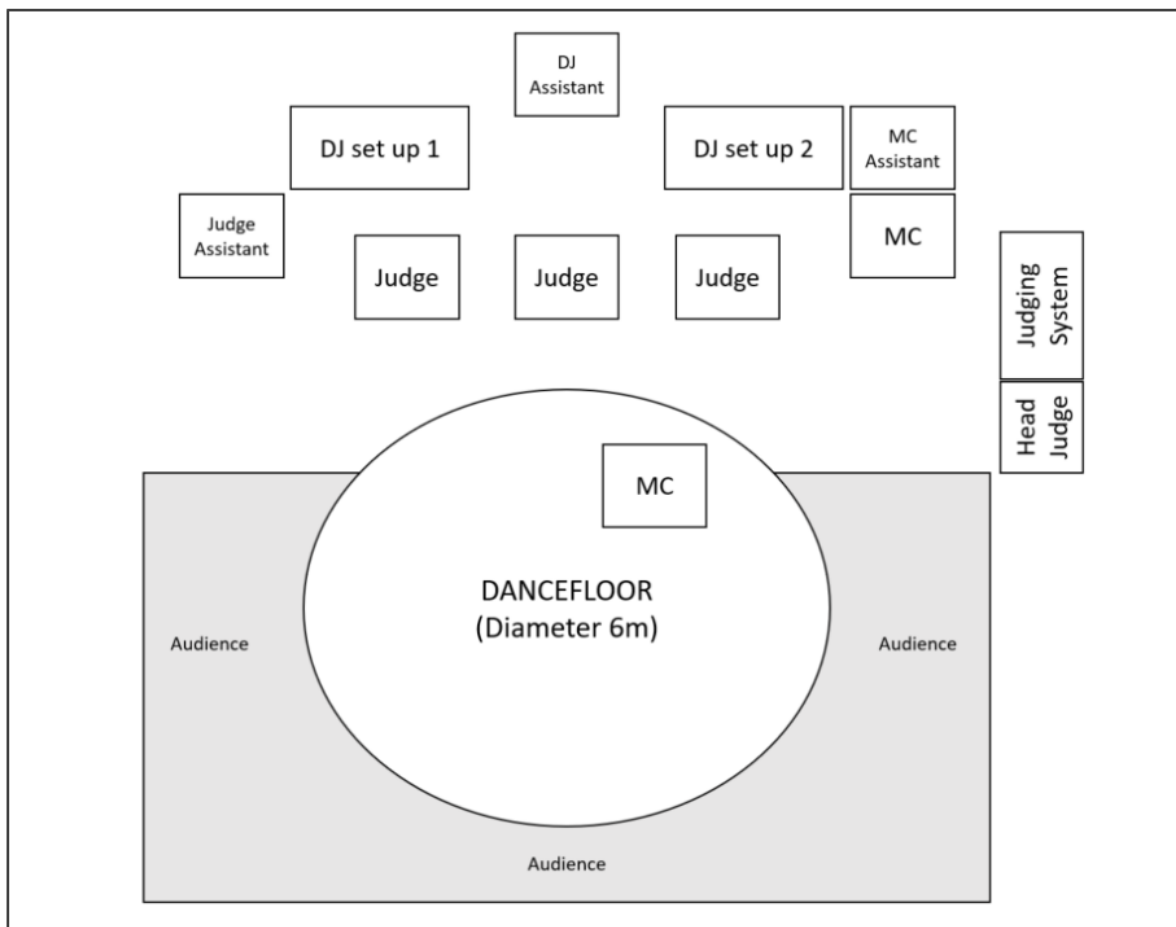 DJ
Assistant
DJ set up 1
DJ set up 2
MC
Assistant
Judge
Assistant
MC
Judge
Judge
Judge
Judging
System
Head
Judge
MC
DANCEFLOOR
(Diameter 6m)
Audience
Audience
Audience